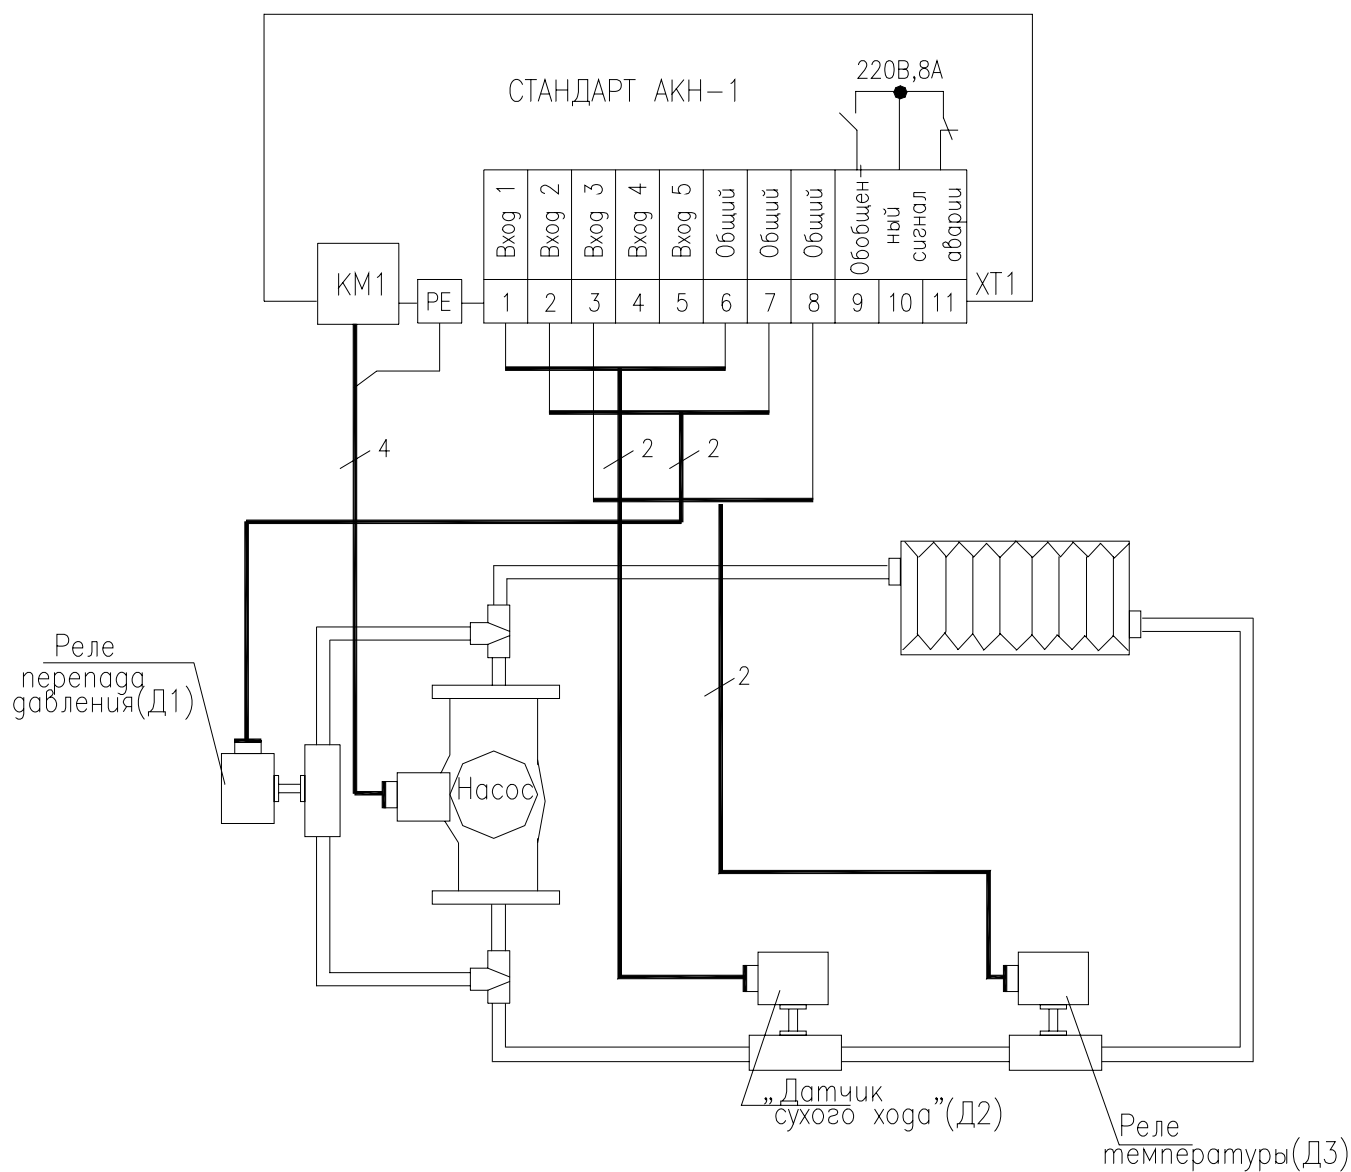 СТАНДАРТ АКН-1
220В,8А
Вход 1
Вход 2
Вход 3
Вход 4
Вход 5
Общий
Общий
Общий
Обобщен-
ный
сигнал
аварии
КМ1
РЕ
1
2
3
4
5
6
7
8
9
10
11
ХТ1
4
2
2
2
Реле
перепада
давления(Д1)
Насос
„Датчик
сухого хода”(Д2)
Реле
температуры(Д3)